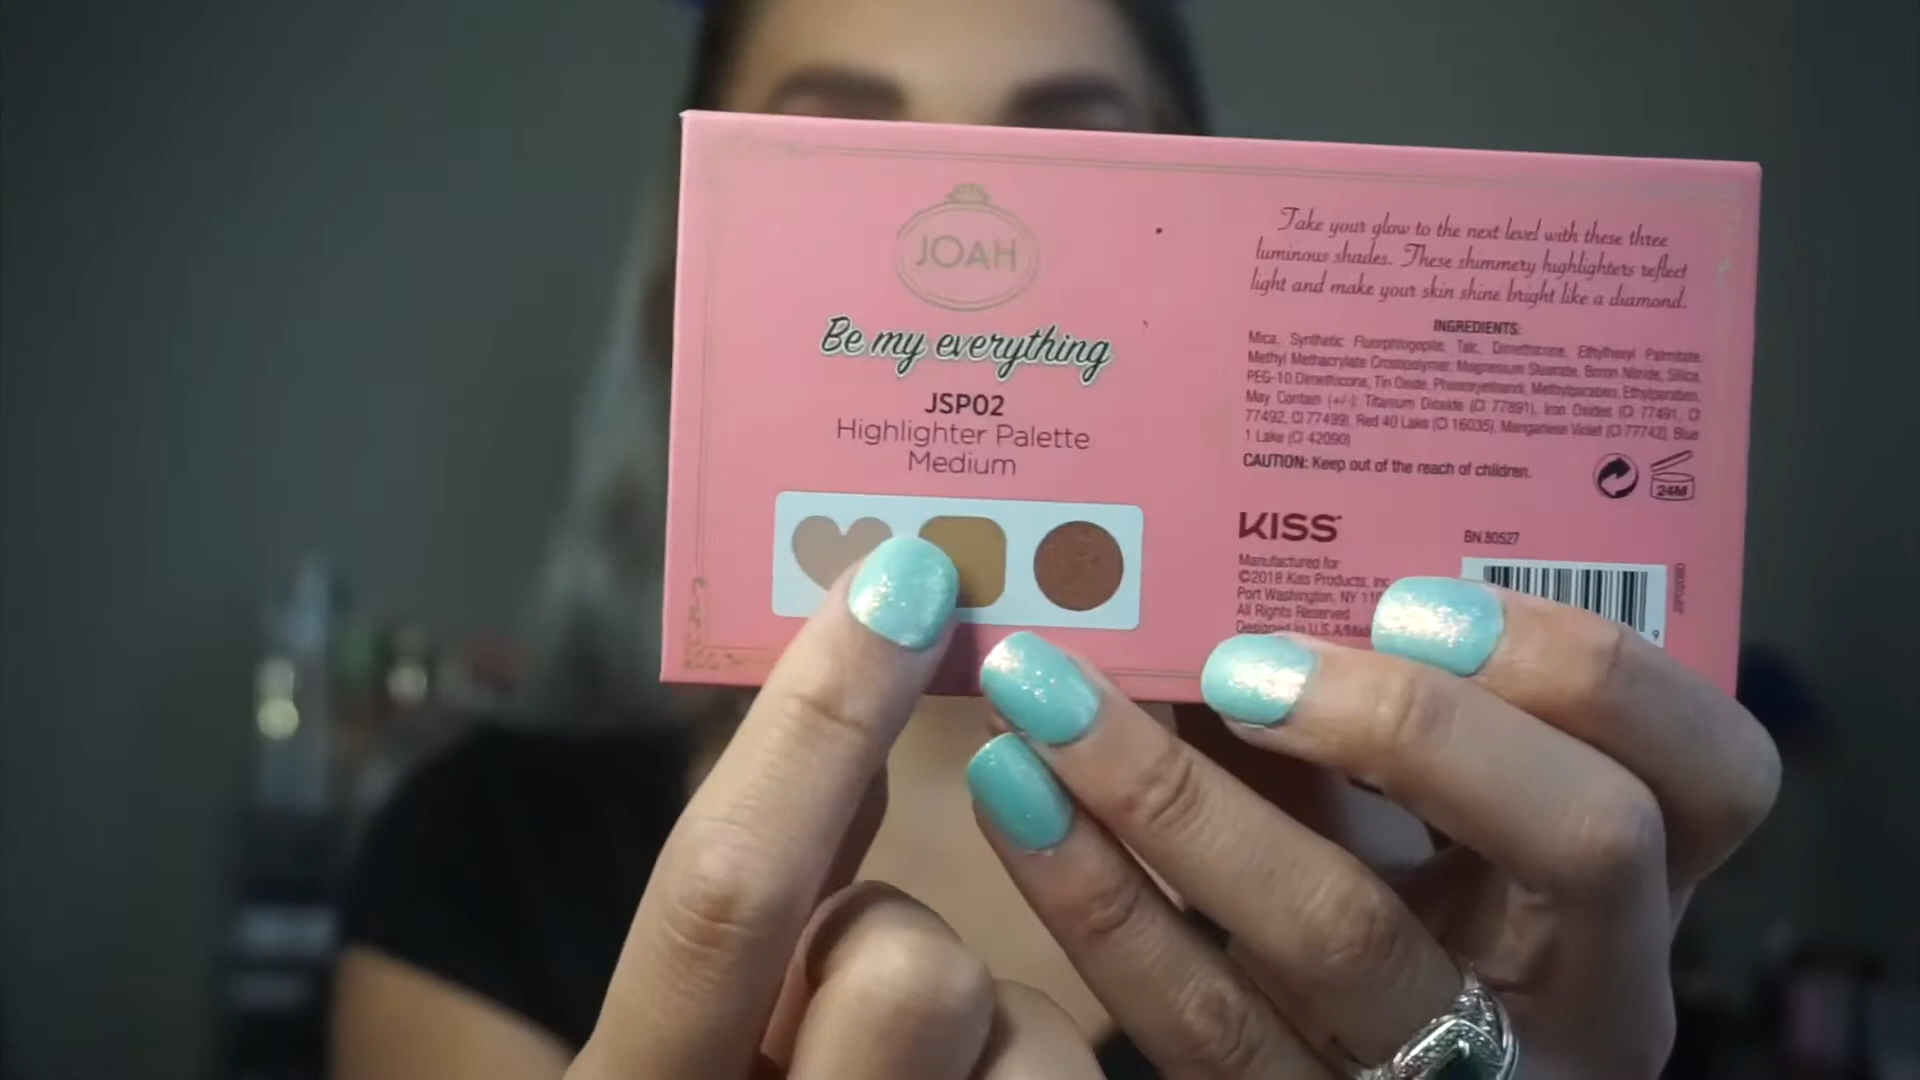 JOAH
Be my everything
JSP02
Highlighter Palette
Medium
Take your glow to the next level with these three
luminous shades. These shimmery highlighters reflect
light and make your skin shine bright like a diamond.
INGREDIENTS:
Mica, Synthetic Fluorphlogopite, Talc, Dimethicone, Ethylhexyl Palmitate,
Methyl Methacrylate Crosspolymer, Magnesium Stearate, Boron Nitride, Silica,
PEG-10 Dimethicone, Tin Oxide, Phenoxyethanol, Methylparaben, Ethylparaben.
May Contain (+/-): Titanium Dioxide (CI 77891), Iron Oxides (CI 77491, CI
77492, CI 77499), Red 40 Lake (CI 16035), Manganese Violet (CI 77742), Blue
1 Lake (CI 42090)
CAUTION: Keep out of the reach of children.
24M
KISS
BN.80527
Manufactured for
©2018 Kiss Products, Inc
Port Washington, NY
All Rights Reserved
Designed in U.S.A/
9